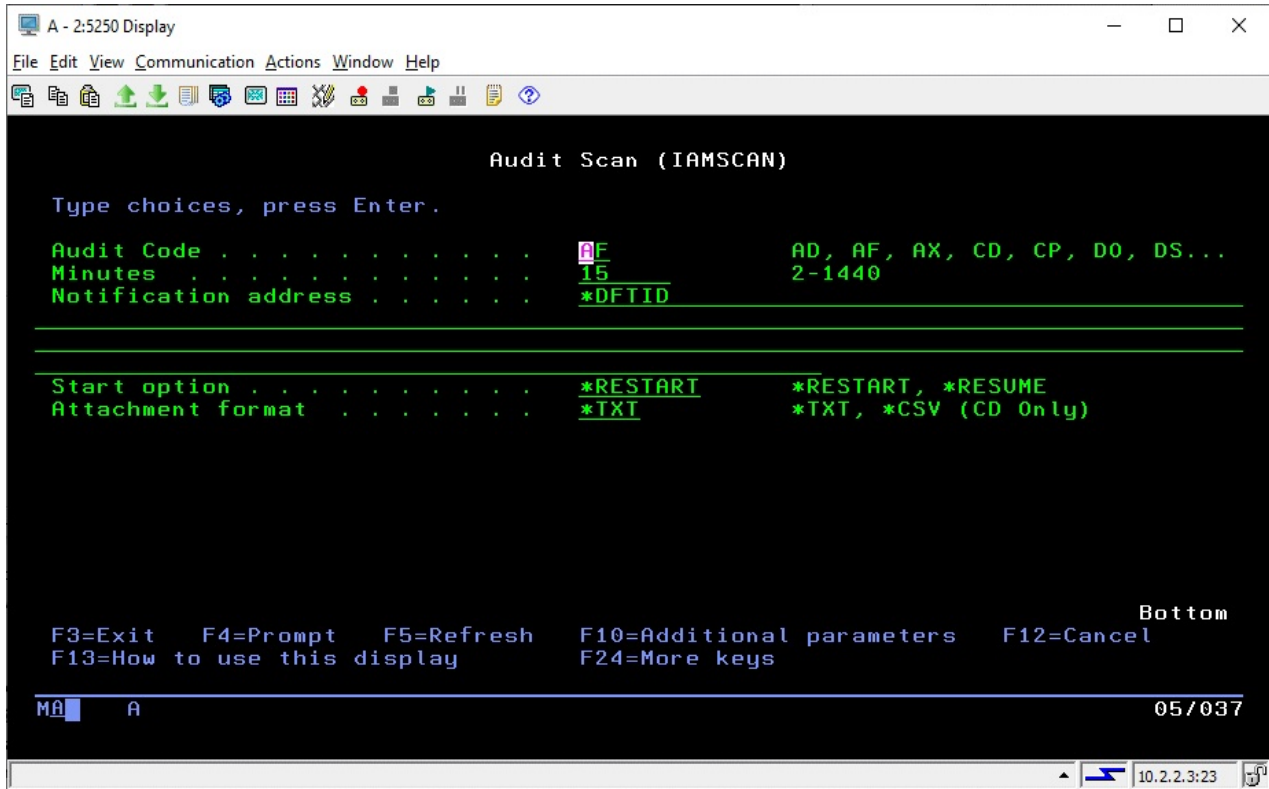 A - 2:5250 Display
File Edit View Communication Actions Window Help
Audit Scan (IAMSCAN)
Type choices, press Enter.
Audit Code . . . . . . . . . . . AF AD, AF, AX, CD, CP, DO, DS...
Minutes . . . . . . . . . . . . 15 2-1440
Notification address . . . . . . *DFTID
Start option . . . . . . . . . . *RESTART *RESTART, *RESUME
Attachment format . . . . . . . *TXT *TXT, *CSV (CD Only)
Bottom
F3=Exit F4=Prompt F5=Refresh F10=Additional parameters F12=Cancel
F13=How to use this display F24=More keys
MA A 05/037
10.2.2.3:23